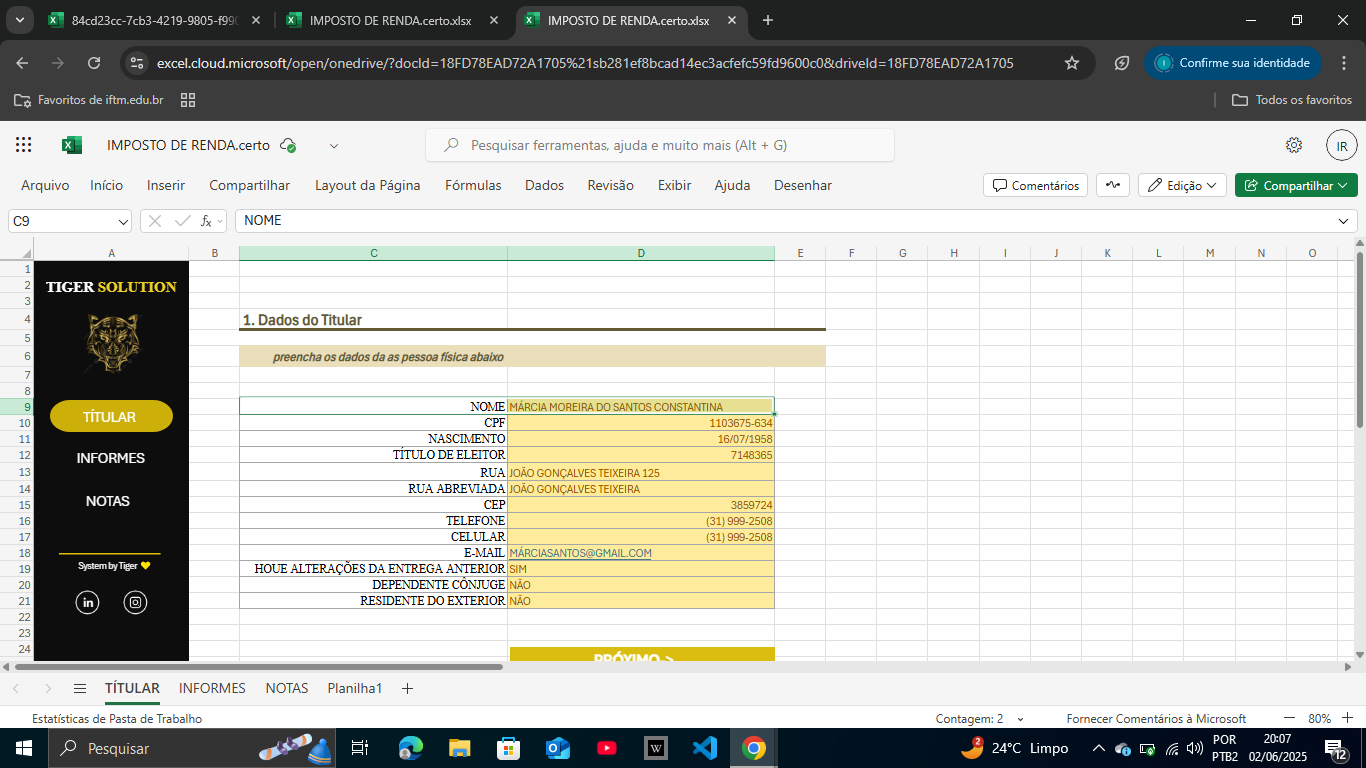 84cd23cc-7cb3-4219-9805-f99
IMPOSTO DE RENDA.certo.xlsx
IMPOSTO DE RENDA.certo.xlsx
excel.cloud.microsoft/open/onedrive/?docId=18FD78EAD72A1705%21sb281ef8bcad14ec3acfefc59fd9600c0&driveId=18FD78EAD72A1705
Confirme sua identidade
Favoritos de iftm.edu.br
Todos os favoritos
IMPOSTO DE RENDA.certo
Pesquisar ferramentas, ajuda e muito mais (Alt + G)
IR
Arquivo Início Inserir Compartilhar Layout da Página Fórmulas Dados Revisão Exibir Ajuda Desenhar
Comentários
Edição
Compartilhar
C9
fx
NOME
A B C D E F G H I J K L M N O
1
2
3
4
5
6
7
8
9
10
11
12
13
14
15
16
17
18
19
20
21
22
23
24
TIGER SOLUTION
TÍTULAR
INFORMES
NOTAS
System by Tiger
in
1. Dados do Titular
preencha os dados da as pessoa física abaixo
NOME MÁRCIA MOREIRA DO SANTOS CONSTANTINA
CPF 1103675-634
NASCIMENTO 16/07/1958
TÍTULO DE ELEITOR 7148365
RUA JOÃO GONÇALVES TEIXEIRA 125
RUA ABREVIADA JOÃO GONÇALVES TEIXEIRA
CEP 3859724
TELEFONE (31) 999-2508
CELULAR (31) 999-2508
E-MAIL MÁRCIASANTOS@GMAIL.COM
HOUE ALTERAÇÕES DA ENTREGA ANTERIOR SIM
DEPENDENTE CÔNJUGE NÃO
RESIDENTE DO EXTERIOR NÃO
PRÓXIMO ->
TÍTULAR INFORMES NOTAS Planilha1
Estatísticas de Pasta de Trabalho
Contagem: 2
Fornecer Comentários à Microsoft
80%
Pesquisar
W
2
24°C Limpo
POR
PTB2
20:07
02/06/2025
12